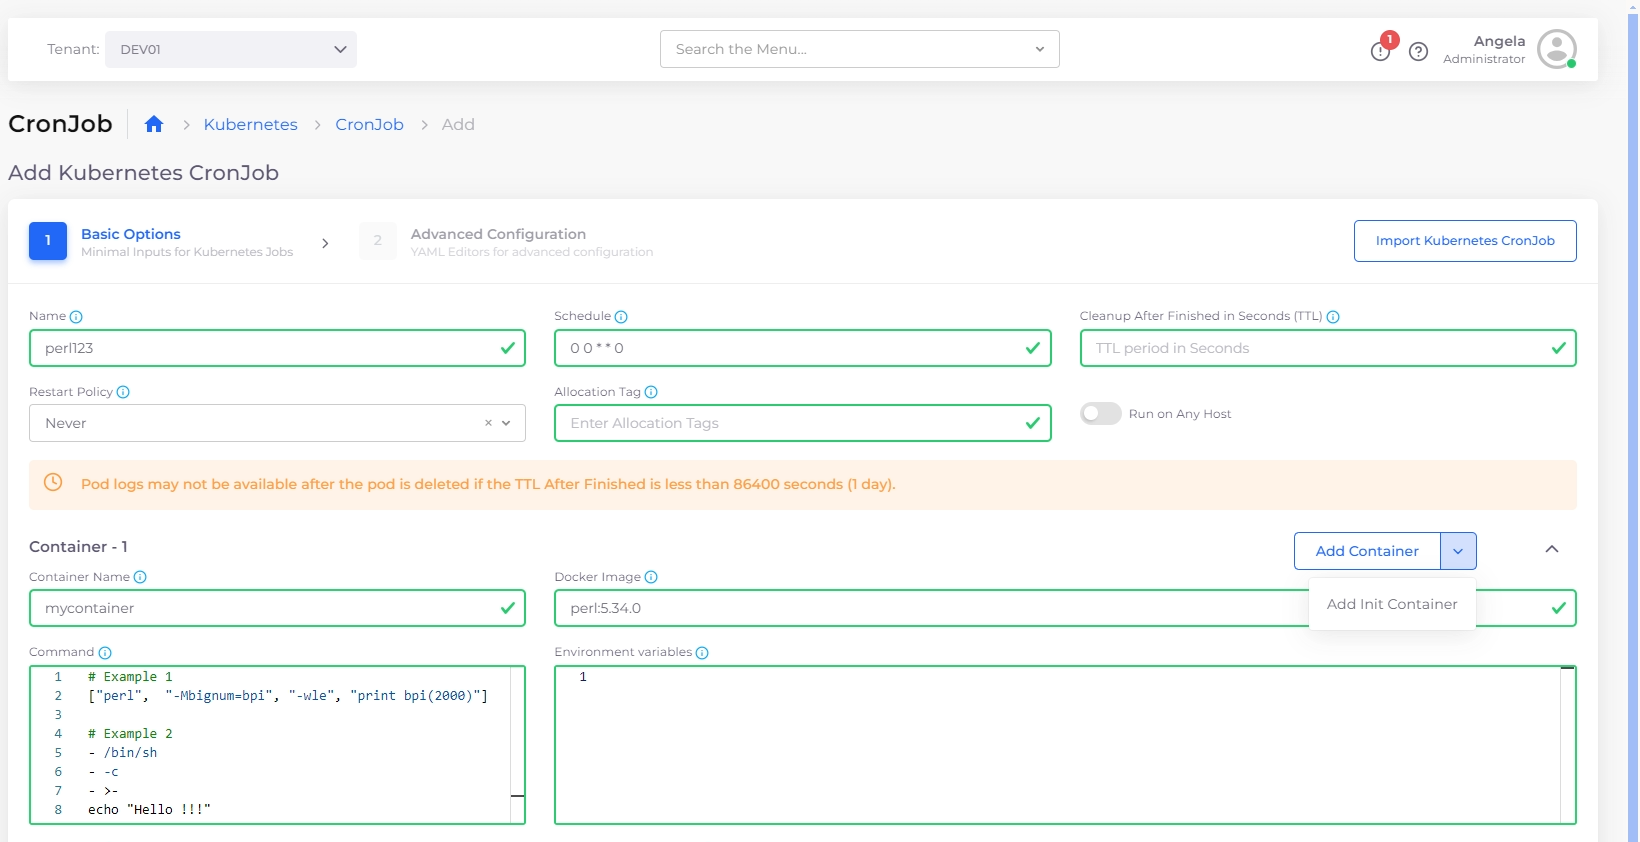 Tenant: DEV01 Search the Menu... 1 Angela
Administrator
CronJob Kubernetes CronJob Add
Add Kubernetes CronJob
1 Basic Options
Minimal Inputs for Kubernetes Jobs
2 Advanced Configuration
YAML Editors for advanced configuration
Import Kubernetes CronJob
Name Schedule Cleanup After Finished in Seconds (TTL)
perl123 0 0 * * 0 TTL period in Seconds
Restart Policy Allocation Tag
Never × Enter Allocation Tags Run on Any Host
Pod logs may not be available after the pod is deleted if the TTL After Finished is less than 86400 seconds (1 day).
Container - 1 Add Container
Container Name Docker Image
mycontainer perl:5.34.0 Add Init Container
Command Environment variables
1 # Example 1 1
2 ["perl",  "-Mbignum=bpi", "-wle", "print bpi(2000)"]
3
4 # Example 2
5 - /bin/sh
6 - -c
7 - >-
8 echo "Hello !!!"